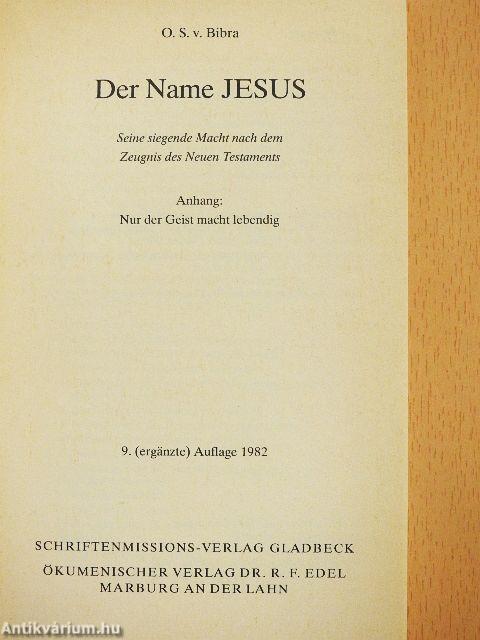 O. S. v. Bibra
Der Name JESUS
Seine siegende Macht nach dem
Zeugnis des Neuen Testaments
Anhang:
Nur der Geist macht lebendig
9. (ergänzte) Auflage 1982
SCHRIFTENMISSIONS-VERLAG GLADBECK
ÖKUMENISCHER VERLAG DR. R. F. EDEL
MARBURG AN DER LAHN
Antikvárium.hu